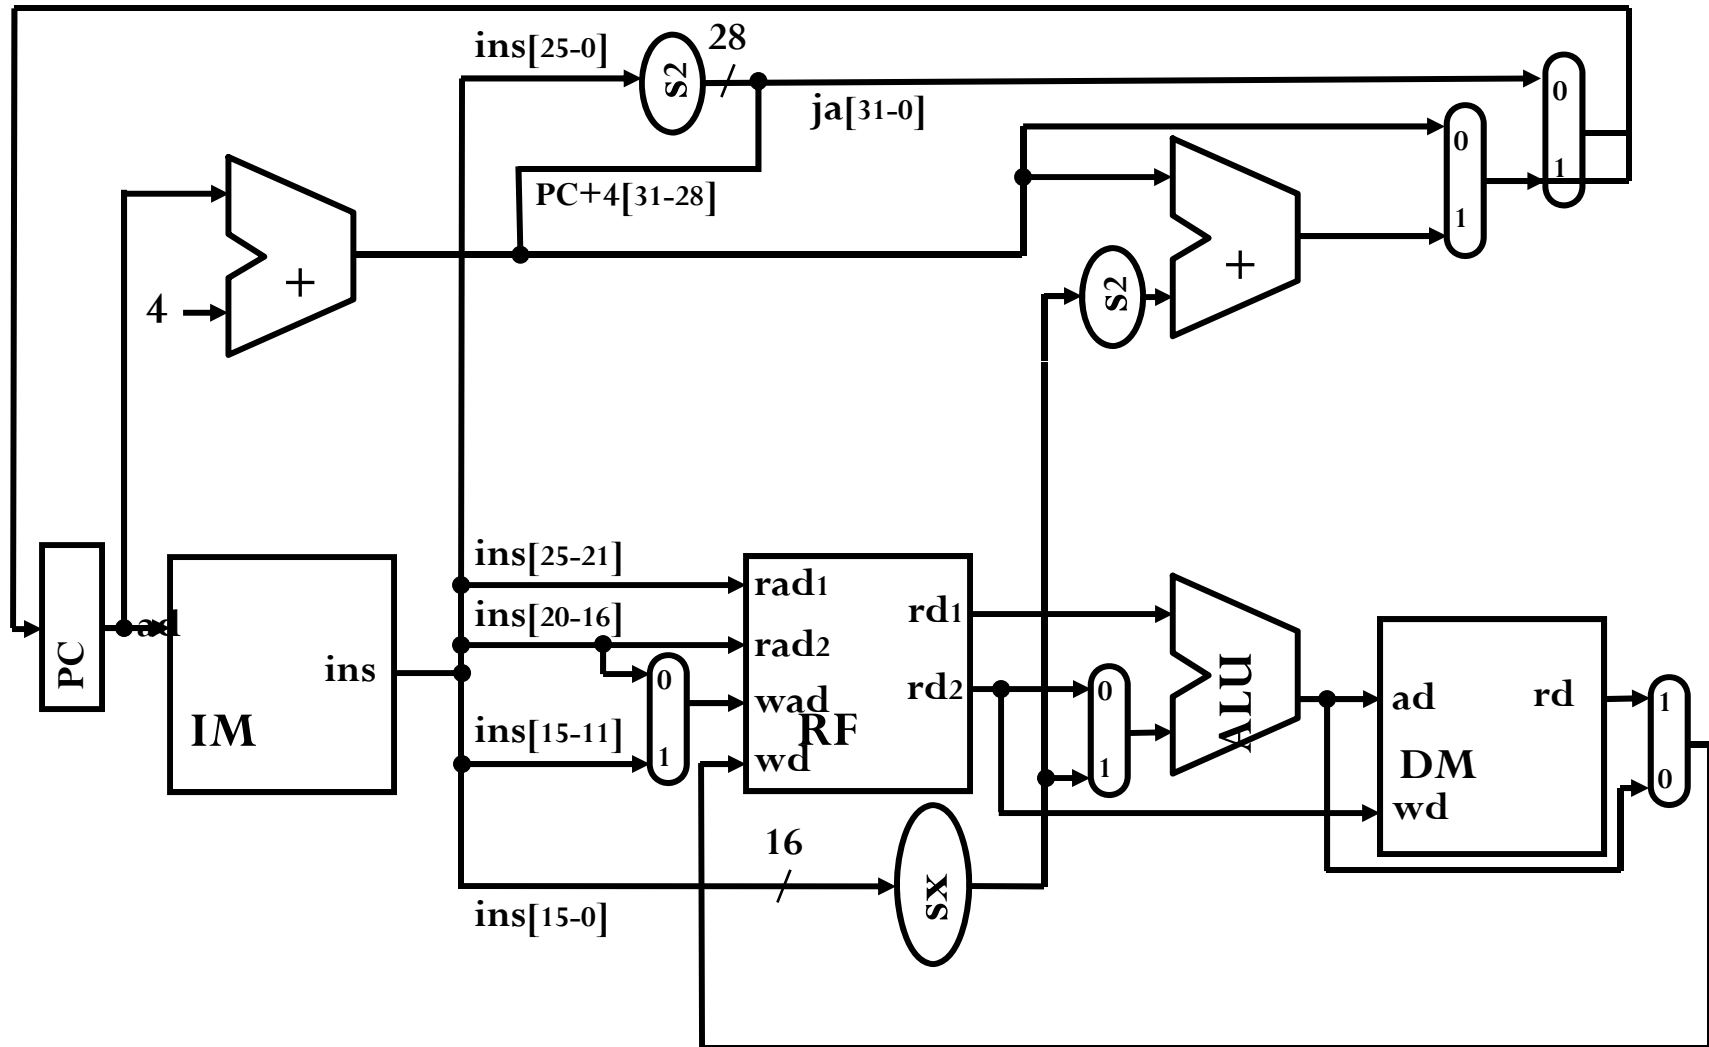 ins[25-0]
28
s2
ja[31-0]
0
0
1
PC+4[31-28]
1
+
4
s2
+
ins[25-21]
rad1
ins[20-16]
rd1
ad
rad2
PC
ins
0
rd2
0
ALU
ad
rd
1
wad
IM
ins[15-11]
RF
1
wd
1
DM
0
wd
16
sx
ins[15-0]